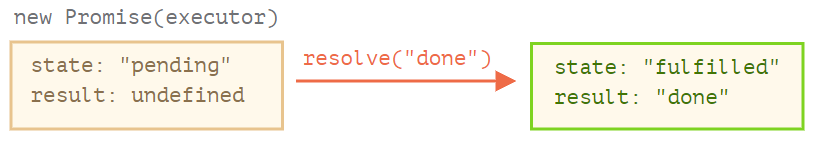 new Promise(executor)
state: "pending"
result: undefined
resolve("done")
state: "fulfilled"
result: "done"